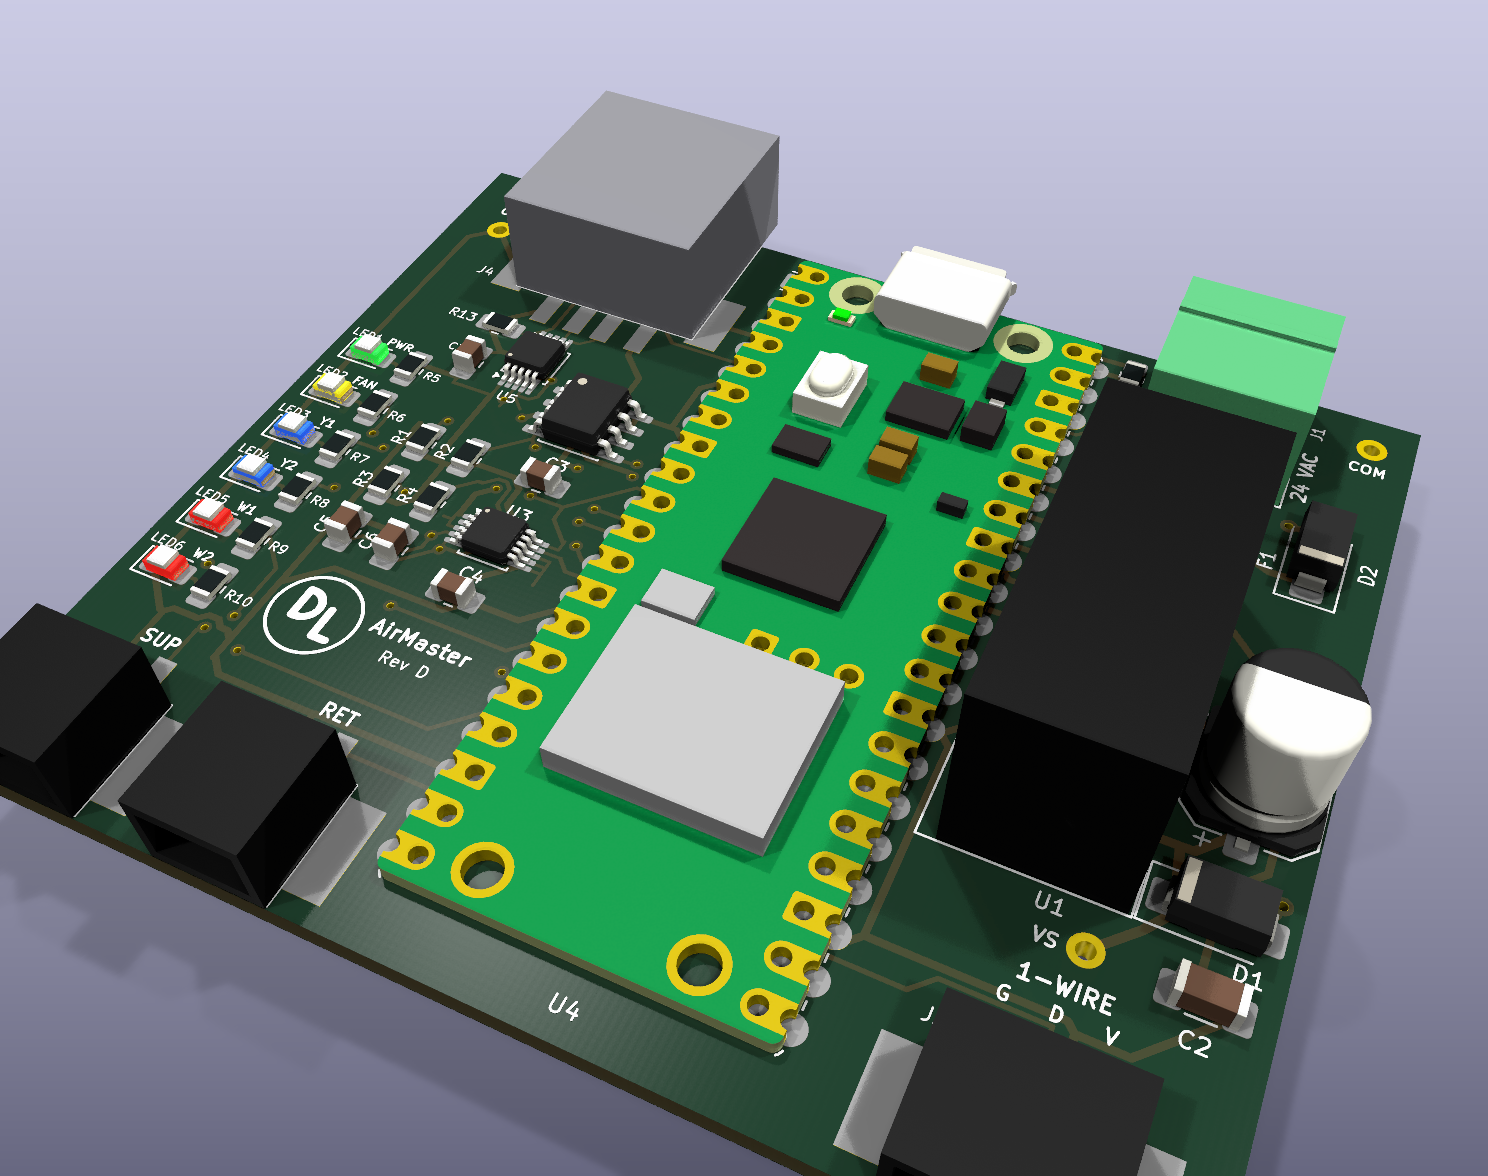 J4
R13
LED1 PWR
R5
U5
LED2 FAN
R6
LED3 Y1
R7
R1
R2
LED4 Y2
R8
R3
R4
C3
LED5 W1
R9
U3
LED6 W2
R10
C4
SUP
DL
AirMaster
Rev D
RET
U4
J1
24 VAC
COM
F1
D2
+
U1
VS
1-WIRE
G D V
D1
C2